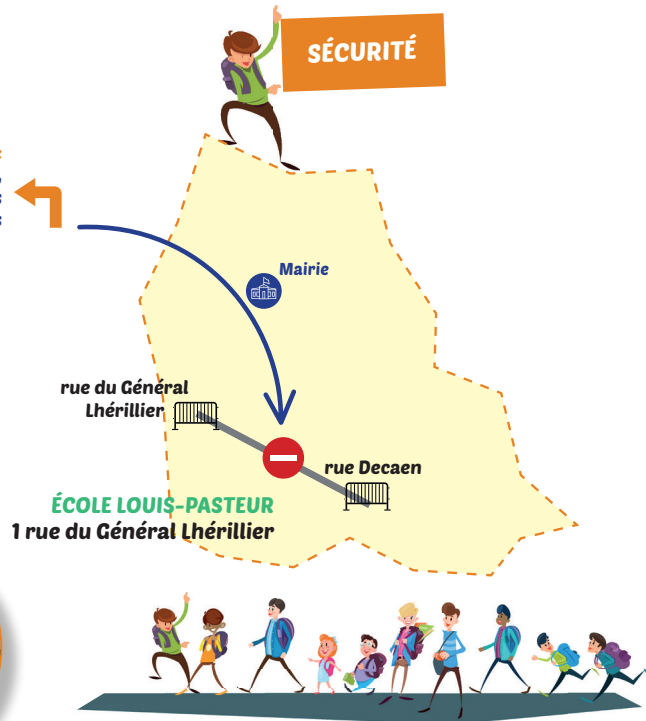 SÉCURITÉ
Mairie
rue du Général
Lhérillier
rue Decaen
ÉCOLE LOUIS-PASTEUR
1 rue du Général Lhérillier